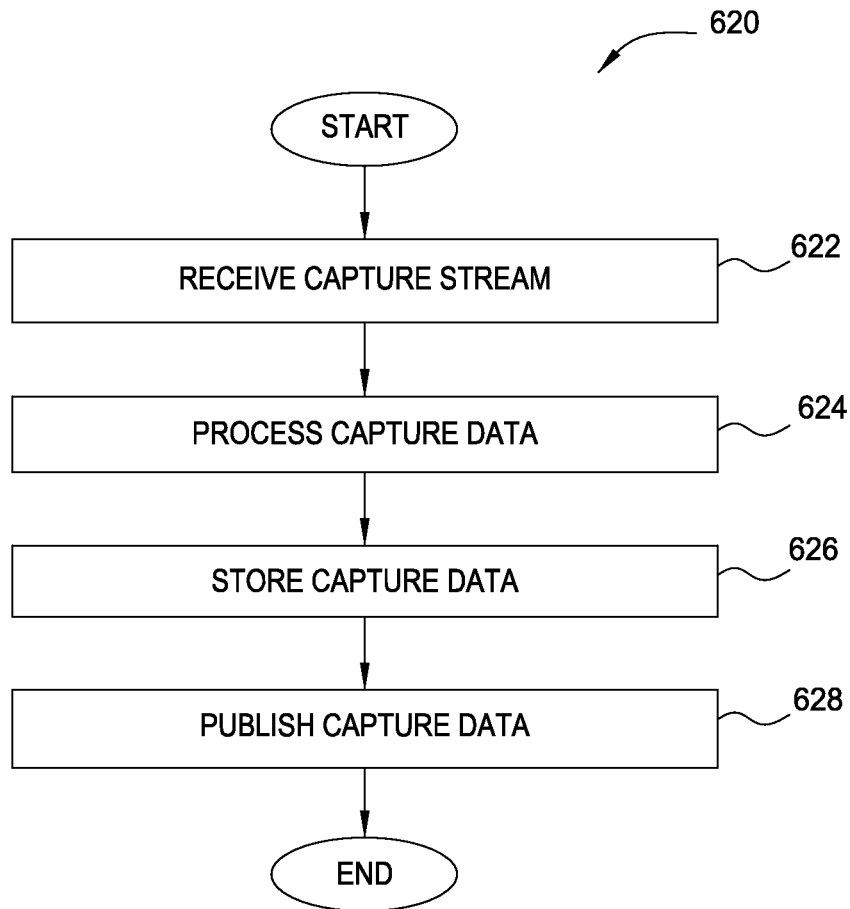 620
START
RECEIVE CAPTURE STREAM
622
PROCESS CAPTURE DATA
624
STORE CAPTURE DATA
626
PUBLISH CAPTURE DATA
628
END